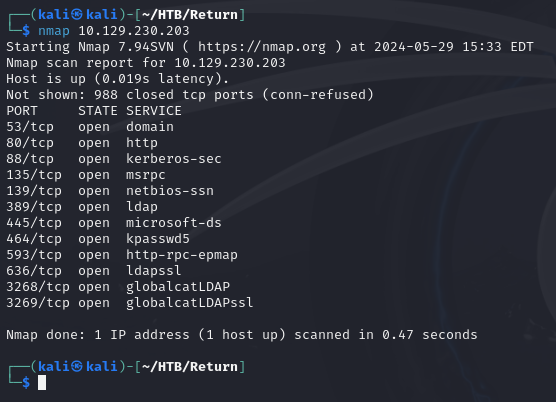 ┌──(kali㉿kali)-[~/HTB/Return]
└─$ nmap 10.129.230.203
Starting Nmap 7.94SVN ( https://nmap.org ) at 2024-05-29 15:33 EDT
Nmap scan report for 10.129.230.203
Host is up (0.019s latency).
Not shown: 988 closed tcp ports (conn-refused)
PORT     STATE SERVICE
53/tcp   open  domain
80/tcp   open  http
88/tcp   open  kerberos-sec
135/tcp  open  msrpc
139/tcp  open  netbios-ssn
389/tcp  open  ldap
445/tcp  open  microsoft-ds
464/tcp  open  kpasswd5
593/tcp  open  http-rpc-epmap
636/tcp  open  ldapssl
3268/tcp open  globalcatLDAP
3269/tcp open  globalcatLDAPssl

Nmap done: 1 IP address (1 host up) scanned in 0.47 seconds

┌──(kali㉿kali)-[~/HTB/Return]
└─$